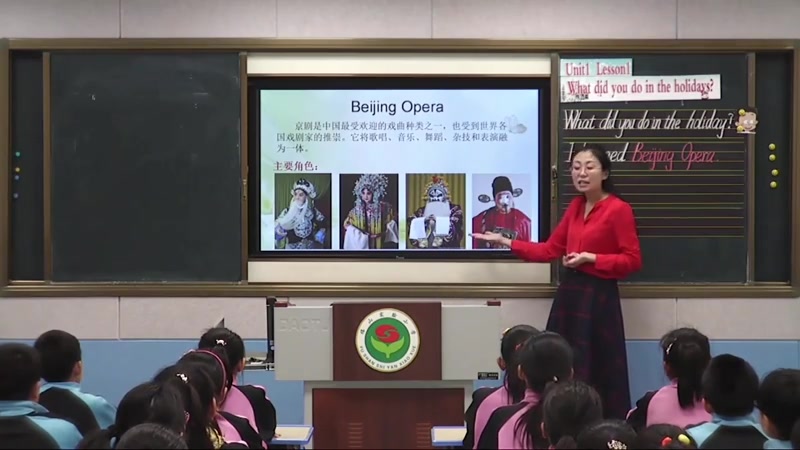 Beijing Opera
京剧是中国最受欢迎的戏曲种类之一，也受到世界各
国戏剧家的推崇。它将歌唱、音乐、舞蹈、杂技和表演融
为一体。
主要角色：
Unit1 Lesson1
What did you do in the holidays?
What did you do in the holiday?
I ned Beijing Opera.